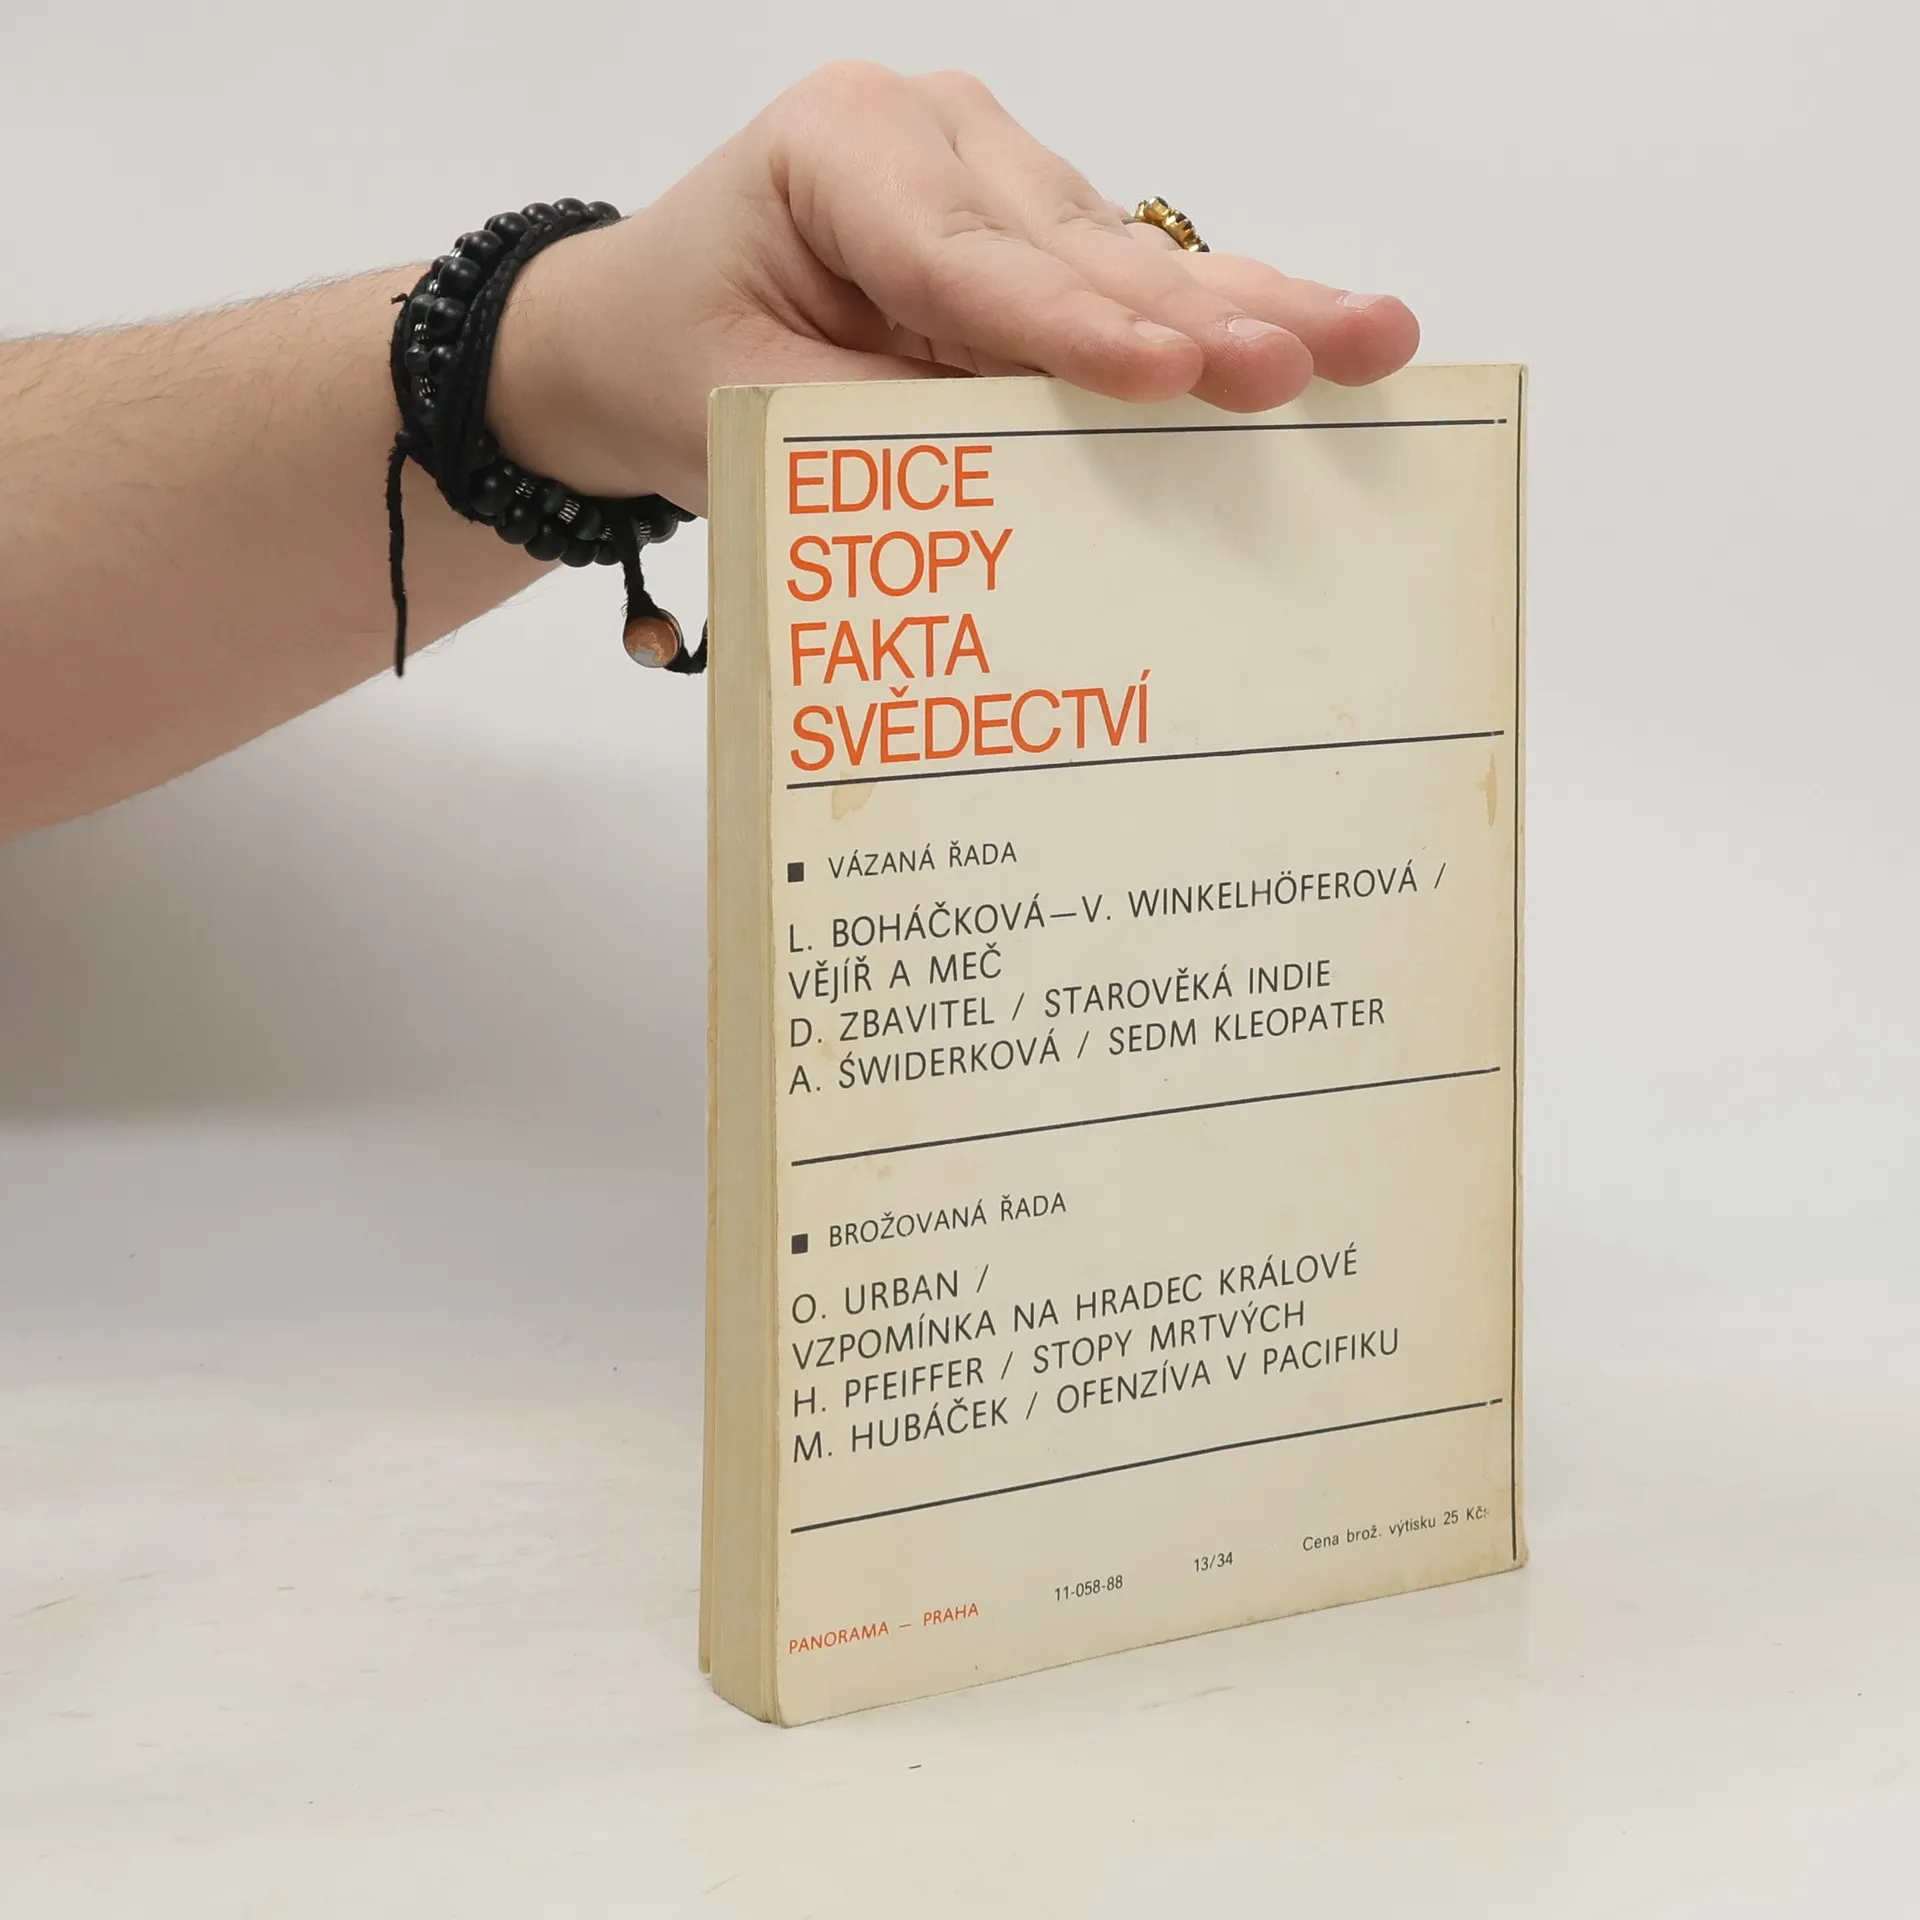 EDICE
STOPY
FAKTA
SVĚDECTVÍ
■ VÁZANÁ ŘADA
L. BOHÁČKOVÁ—V. WINKELHÖFEROVÁ /
VĚJÍŘ A MEČ
D. ZBAVITEL / STAROVĚKÁ INDIE
A. ŚWIDERKOVÁ / SEDM KLEOPATER
■ BROŽOVANÁ ŘADA
O. URBAN /
VZPOMÍNKA NA HRADEC KRÁLOVÉ
H. PFEIFFER / STOPY MRTVÝCH
M. HUBÁČEK / OFENZÍVA V PACIFIKU
PANORAMA — PRAHA 11-058-88 13/34 Cena brož. výtisku 25 Kčs